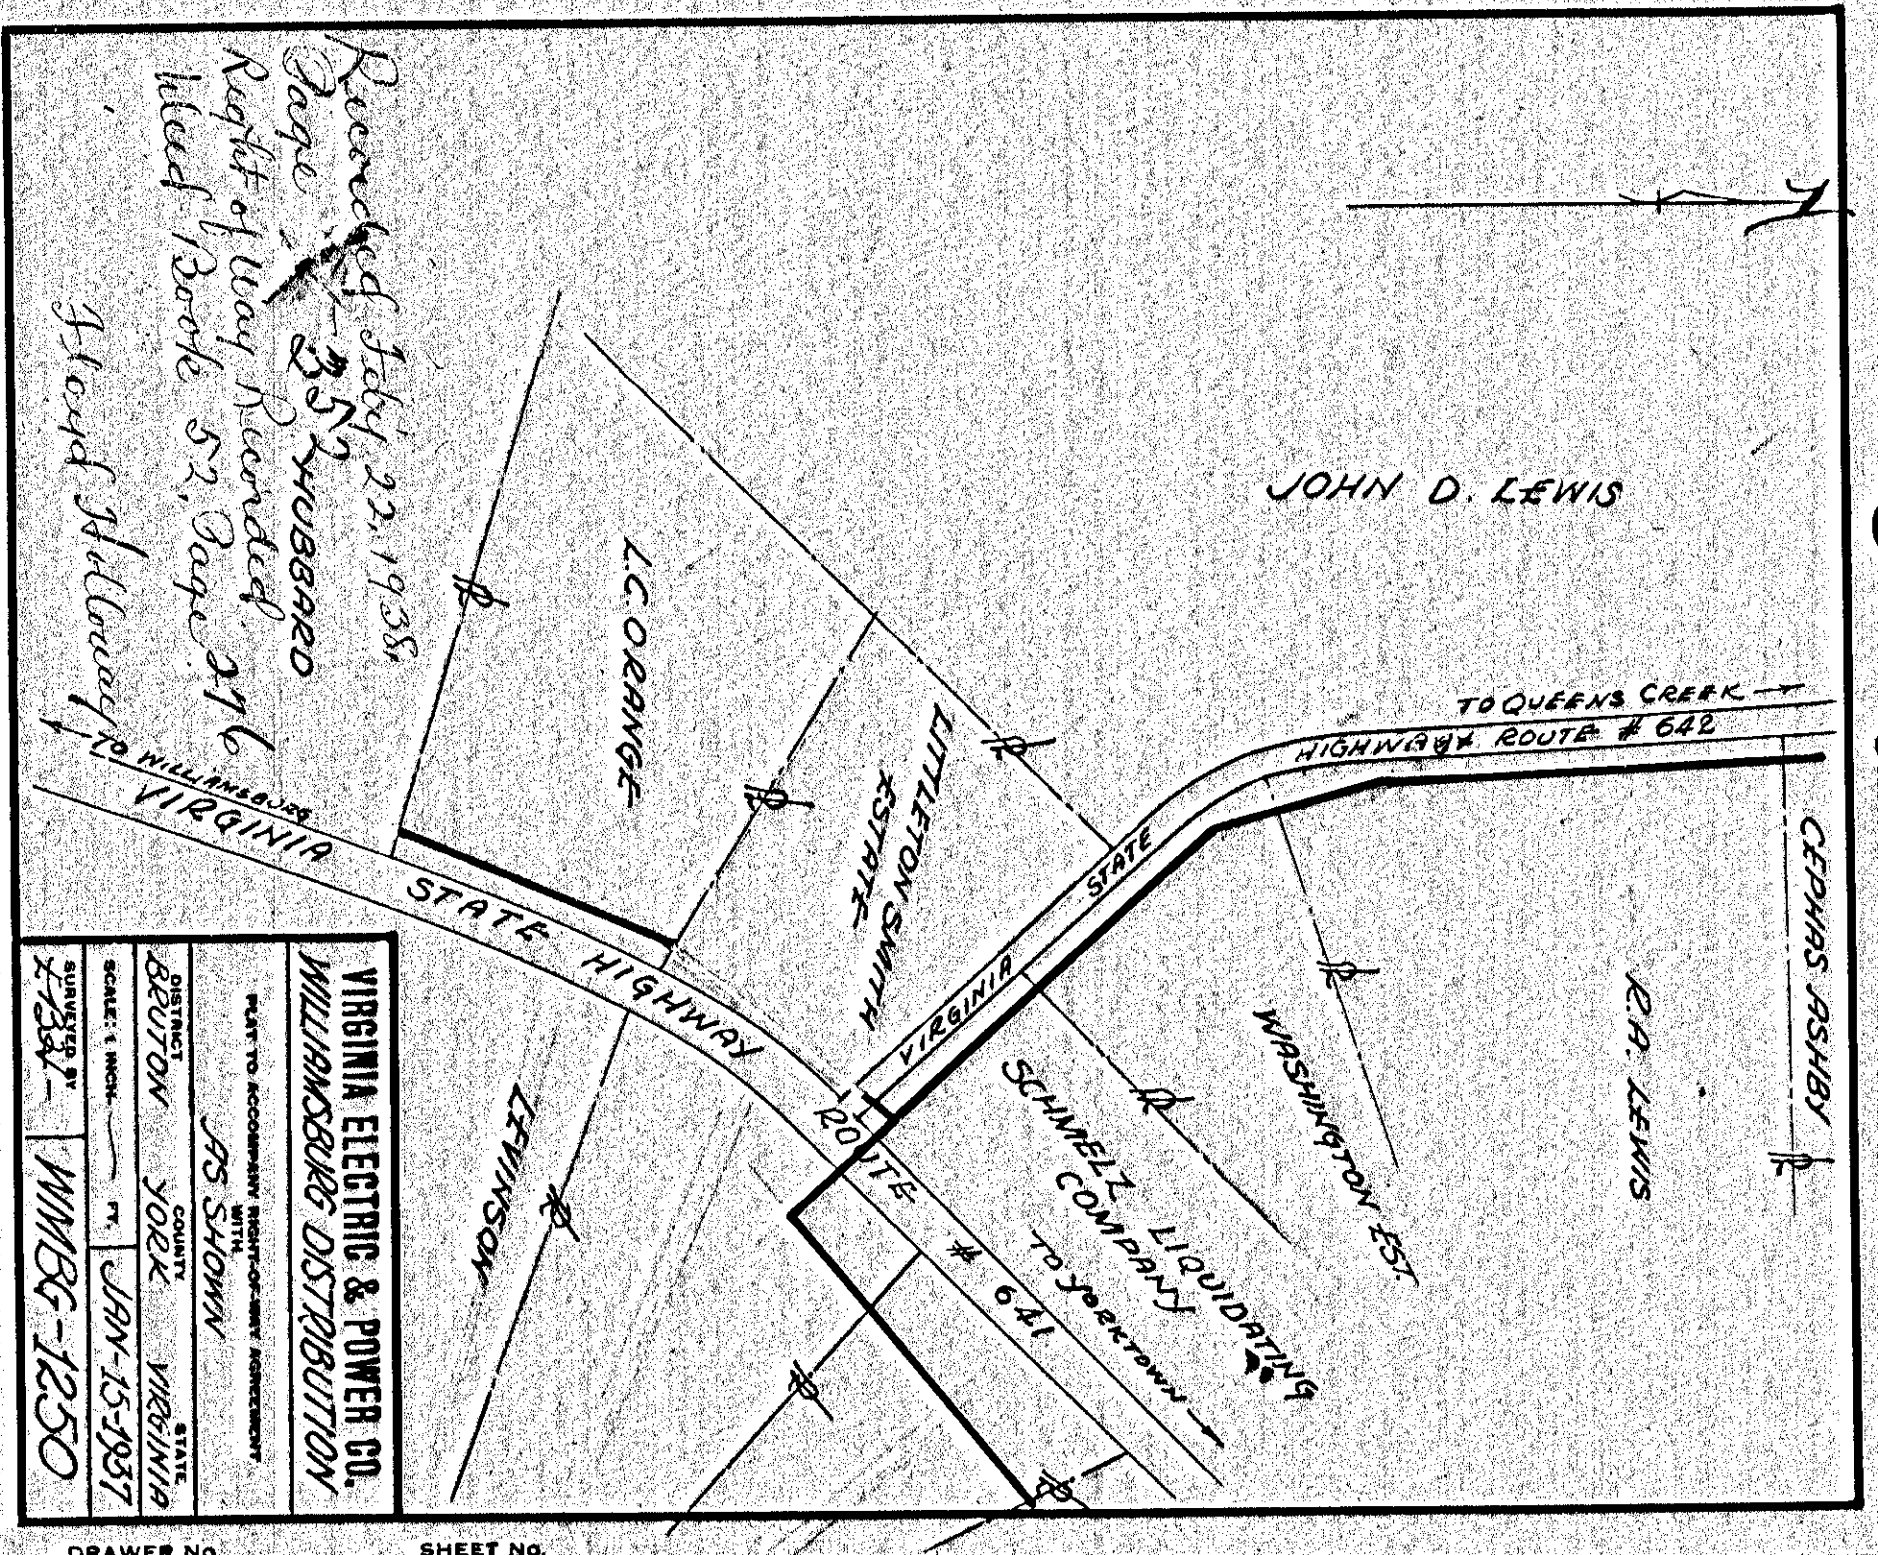 Recorded Feby 22, 1938.
Page 352
Right of Way Recorded.
Deed Book 52, Page 276
Floyd Holloway
HUBBARD
L.C. ORANGE
LITTLETON SMITH
ESTATE
JOHN D. LEWIS
TO QUEENS CREEK
VIRGINIA STATE HIGHWAY ROUTE # 642
CEPHAS ASHBY
R.A. LEWIS
WASHINGTON EST.
SCHMELZ LIQUIDATING
COMPANY
TO YORKTOWN
WILLIAMSBURG
VIRGINIA STATE HIGHWAY ROUTE # 641
LEVINSON
VIRGINIA ELECTRIC & POWER CO.
WILLIAMSBURG DISTRIBUTION
PLAT TO ACCOMPANY RIGHT-OF-WAY AGREEMENT
WITH
AS SHOWN
DISTRICT COUNTY STATE
BRUTON YORK VIRGINIA
SCALE: 1 INCH FT. JAN-15-1937
SURVEYED BY
WMBG-1250
DRAWER NO.
SHEET NO.